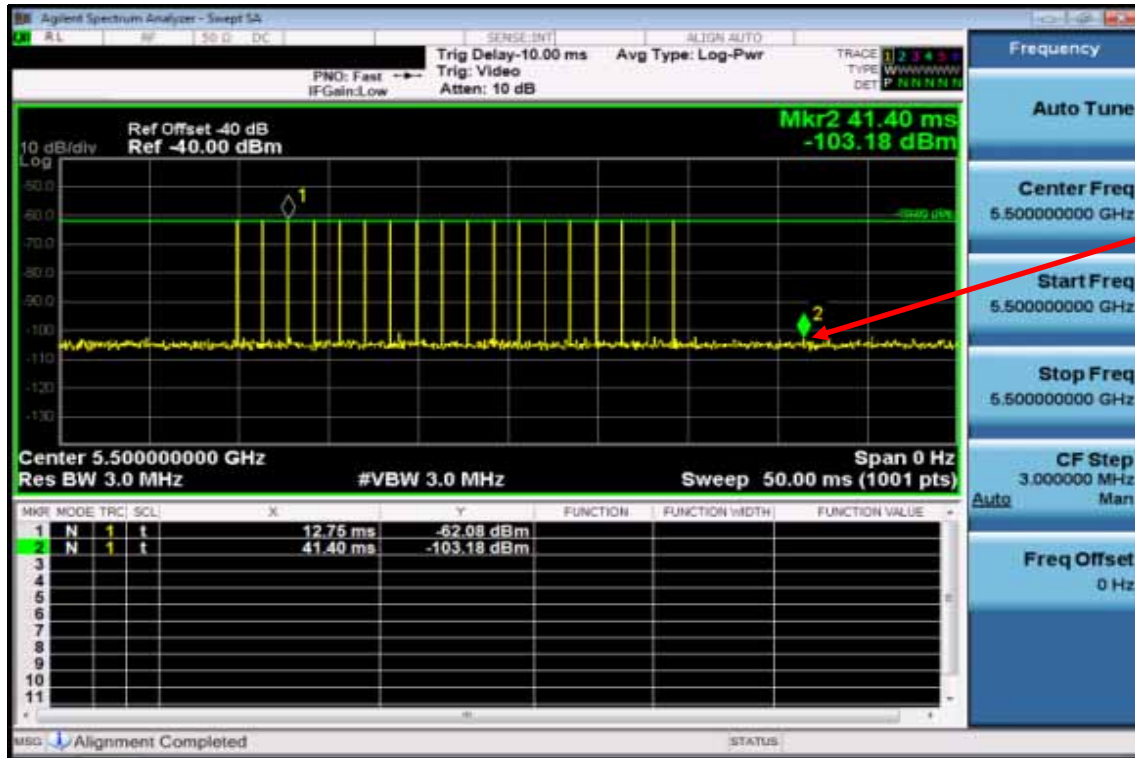 Agilent Spectrum Analyzer - Swept SA
RL RF 50 Ω DC SENSE:INT ALIGN AUTO
PNO: Fast
IFGain:Low
Trig Delay-10.00 ms
Trig: Video
Atten: 10 dB
Avg Type: Log-Pwr
TRACE 1 2 3 4 5 6
TYPE WWWWWW
DET P N N N N N
Mkr2 41.40 ms
-103.18 dBm
Ref Offset -40 dB
10 dB/div Ref -40.00 dBm
Log
-50.0
-60.0
-70.0
-80.0
-90.0
-100
-110
-120
-130
1
2
Center 5.500000000 GHz
Span 0 Hz
Res BW 3.0 MHz
#VBW 3.0 MHz
Sweep 50.00 ms (1001 pts)
MKR MODE TRC SCL X Y FUNCTION FUNCTION WIDTH FUNCTION VALUE
1 N 1 t 12.75 ms -62.08 dBm
2 N 1 t 41.40 ms -103.18 dBm
3
4
5
6
7
8
9
10
11
MSG Alignment Completed
STATUS
Frequency
Auto Tune
Center Freq
5.500000000 GHz
Start Freq
5.500000000 GHz
Stop Freq
5.500000000 GHz
CF Step
3.000000 MHz
Auto Man
Freq Offset
0 Hz